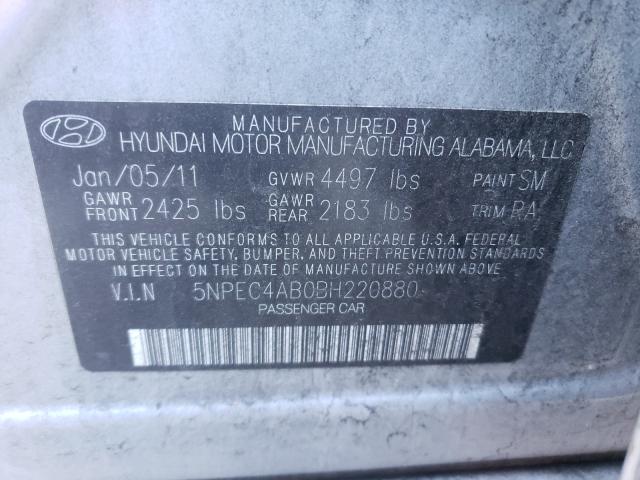 MANUFACTURED BY
HYUNDAI MOTOR MANUFACTURING ALABAMA, LLC
Jan/05/11 GVWR 4497 lbs PAINT SM
GAWR FRONT 2425 lbs GAWR REAR 2183 lbs TRIM RA
THIS VEHICLE CONFORMS TO ALL APPLICABLE U.S.A. FEDERAL
MOTOR VEHICLE SAFETY, BUMPER, AND THEFT PREVENTION STANDARDS
IN EFFECT ON THE DATE OF MANUFACTURE SHOWN ABOVE
V.I.N 5NPEC4AB0BH220880
PASSENGER CAR